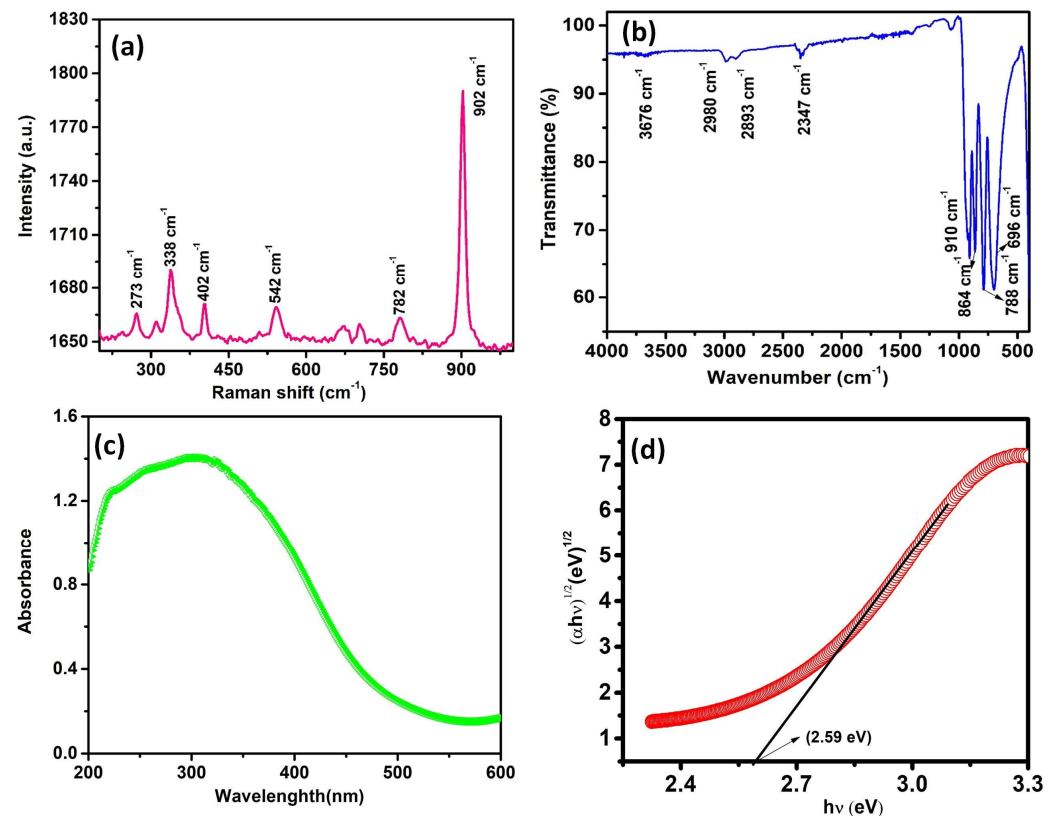 (a)
1830
1800
1770
1740
1710
1680
1650
Intensity (a.u.)
273 cm-1
338 cm-1
402 cm-1
542 cm-1
782 cm-1
902 cm-1
300
450
600
750
900
Raman shift (cm-1)
(b)
100
90
80
70
60
Transmittance (%)
3676 cm-1
2980 cm-1
2893 cm-1
2347 cm-1
910 cm-1
864 cm-1
788 cm-1
696 cm-1
4000 3500 3000 2500 2000 1500 1000 500
Wavenumber (cm-1)
(c)
1.6
1.2
0.8
0.4
0.0
Absorbance
200
300
400
500
600
Wavelenghth(nm)
(d)
8
7
6
5
4
3
2
1
(αhν)1/2(eV)1/2
(2.59 eV)
2.4
2.7
3.0
3.3
hν (eV)